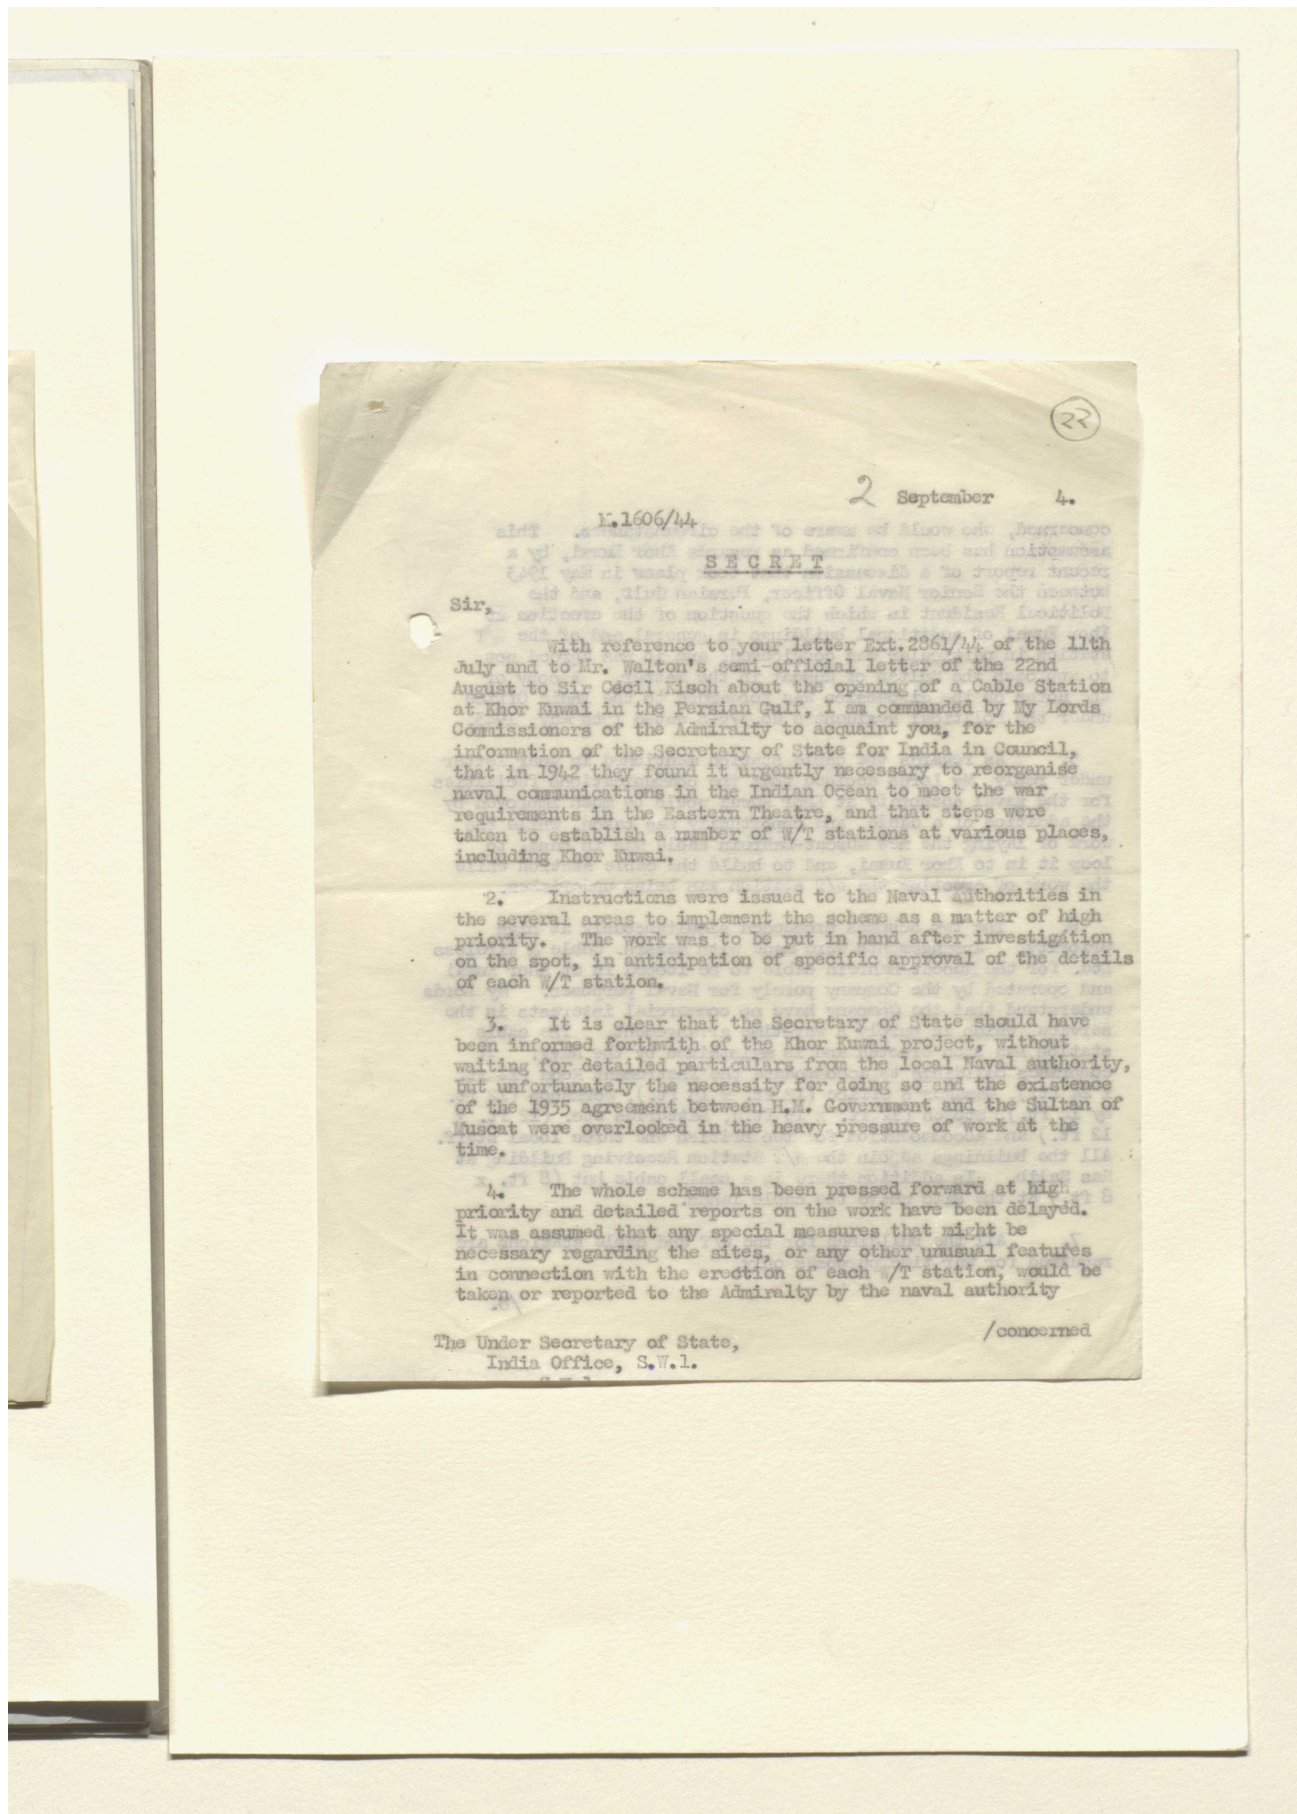 22
2 September 4.
M.1606/44
SECRET
Sir,
With reference to your letter Ext.2861/44 of the 11th
July and to Mr. Walton's semi-official letter of the 22nd
August to Sir Cecil Kisch about the opening of a Cable Station
at Khor Kuwai in the Persian Gulf, I am commanded by My Lords
Commissioners of the Admiralty to acquaint you, for the
information of the Secretary of State for India in Council,
that in 1942 they found it urgently necessary to reorganise
naval communications in the Indian Ocean to meet the war
requirements in the Eastern Theatre, and that steps were
taken to establish a number of W/T stations at various places,
including Khor Kuwai.
2. Instructions were issued to the Naval Authorities in
the several areas to implement the scheme as a matter of high
priority. The work was to be put in hand after investigation
on the spot, in anticipation of specific approval of the details
of each W/T station.
3. It is clear that the Secretary of State should have
been informed forthwith of the Khor Kuwai project, without
waiting for detailed particulars from the local Naval authority,
but unfortunately the necessity for doing so and the existence
of the 1935 agreement between H.M. Government and the Sultan of
Muscat were overlooked in the heavy pressure of work at the
time.
4. The whole scheme has been pressed forward at high
priority and detailed reports on the work have been delayed.
It was assumed that any special measures that might be
necessary regarding the sites, or any other unusual features
in connection with the erection of each W/T station, would be
taken or reported to the Admiralty by the naval authority
/concerned
The Under Secretary of State,
India Office, S.W.1.